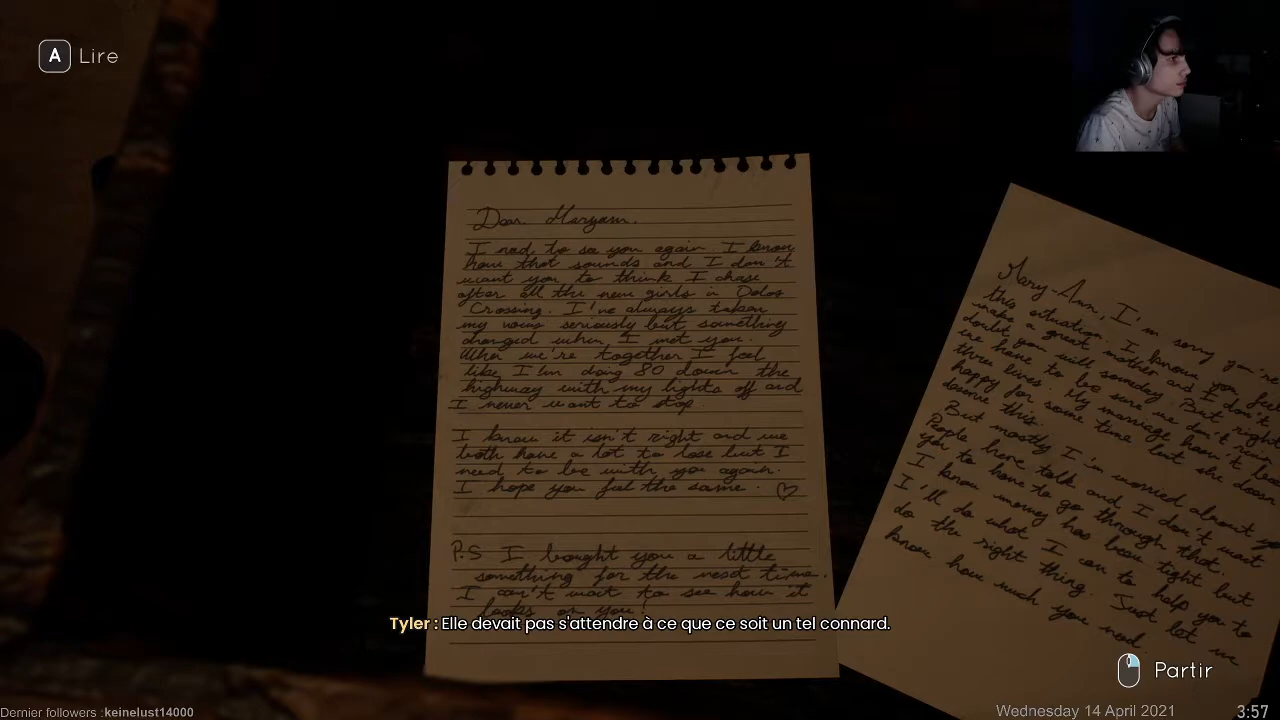 A Lire
Dear Maryann.
I need to see you again. I know
how that sounds and I don't
want you to think I chase
after all the new girls in Delos
Crossing. I've always taken
my vows seriously but something
changed when I met you.
When we're together I feel
like I'm doing 80 down the
highway with my lights off and
I never want to stop.
I know it isn't right and we
both have a lot to lose but I
need to be with you again.
I hope you feel the same.
P.S I bought you a little
something for the next time.
I can't wait to see how it
looks on you!
Mary-Ann, I'm sorry you're
this situation. I know you feel
make a great mother and I don't
doubt you will someday. But right
we have to be sure we don't ruin
three lives. My marriage hasn't been
happy for some time but she doesn
deserve this.
But mostly I'm worried about y
People here talk and I don't want
you to have to go through that.
I know money has been tight but
I'll do what I can to help you to
do the right thing. Just let me
know how much you need
Tyler : Elle devait pas s'attendre à ce que ce soit un tel connard.
Partir
Dernier followers :keinelust14000
Wednesday 14 April 2021
3:57